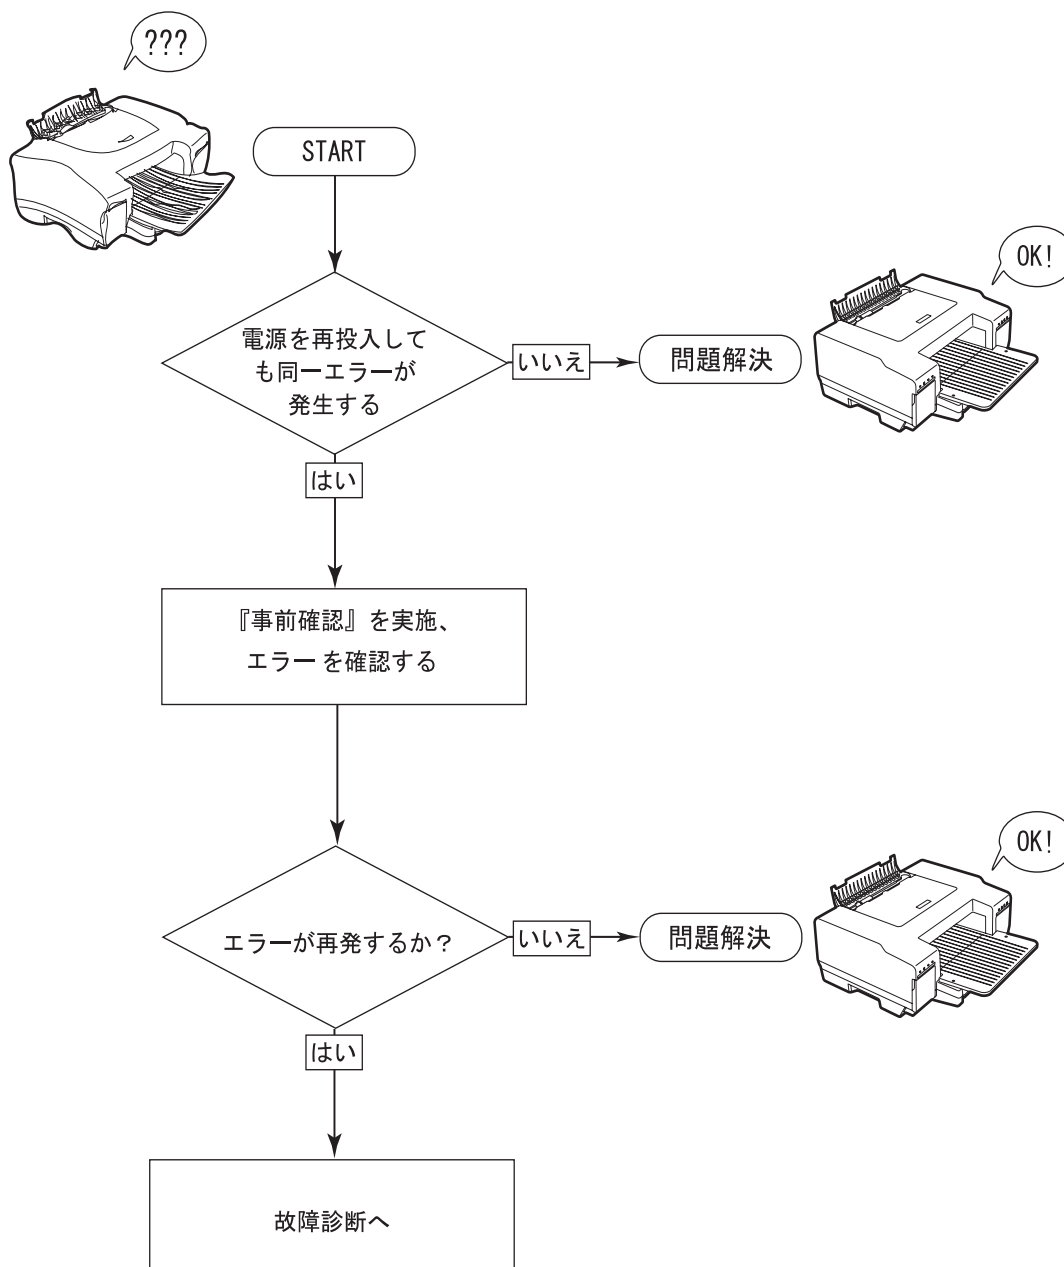 ???
START
OK!
電源を再投入して
も同一エラーが
発生する
いいえ
問題解決
はい
『事前確認』を実施、
エラーを確認する
OK!
エラーが再発するか？
いいえ
問題解決
はい
故障診断へ